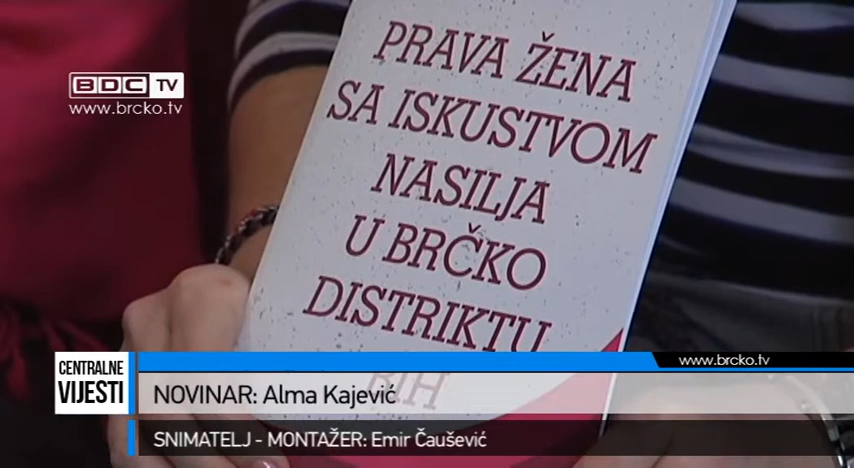 PRAVA ŽENA
SA ISKUSTVOM
NASILJA
U BRČKO
DISTRIKTU
BIH
BDC TV
www.brcko.tv
www.brcko.tv
CENTRALNE
VIJESTI
NOVINAR: Alma Kajević
SNIMATELJ - MONTAŽER: Emir Čaušević